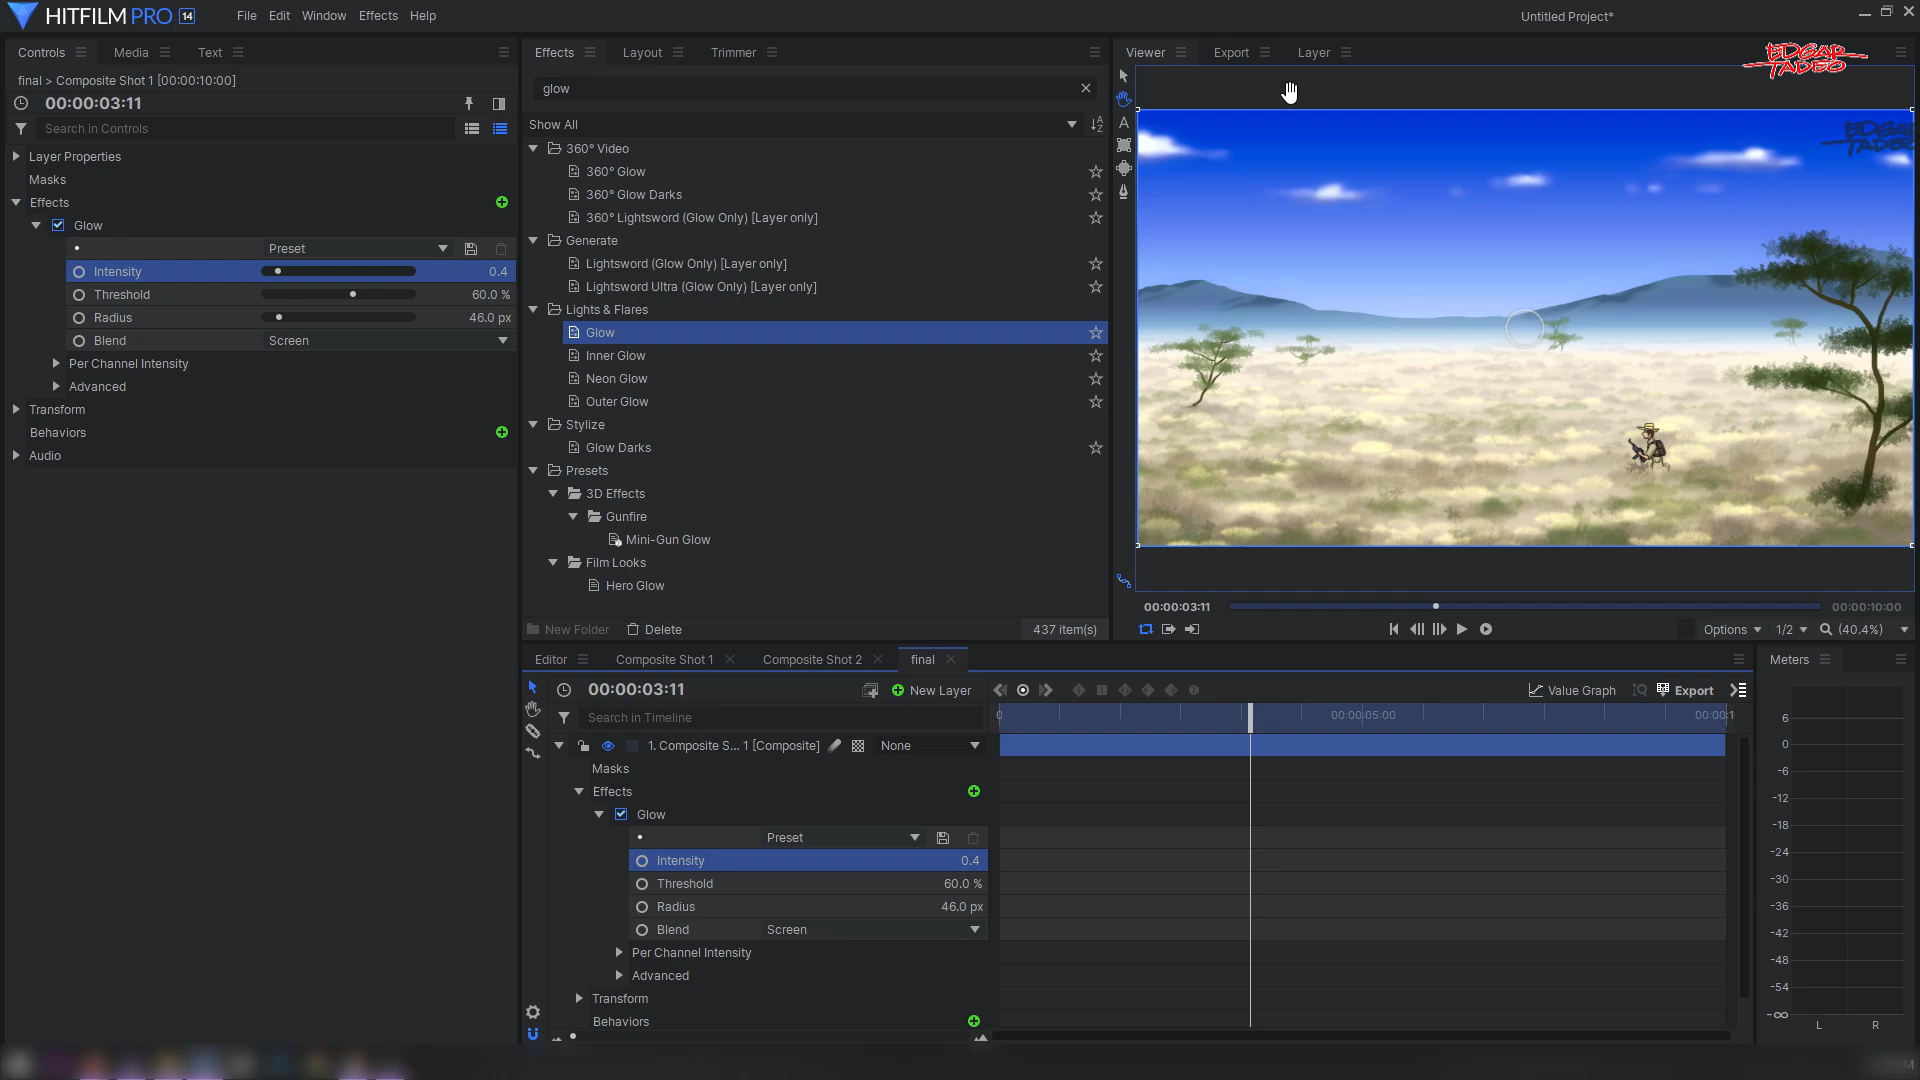 HITFILM PRO 14
File Edit Window Effects Help
Untitled Project*
Controls Media Text
final > Composite Shot 1 [00:00:10:00]
00:00:03:11
Search in Controls
Layer Properties
Masks
Effects
Glow
Preset
Intensity 0.4
Threshold 60.0 %
Radius 46.0 px
Blend Screen
Per Channel Intensity
Advanced
Transform
Behaviors
Audio
Effects Layout Trimmer
glow
Show All
360° Video
360° Glow
360° Glow Darks
360° Lightsword (Glow Only) [Layer only]
Generate
Lightsword (Glow Only) [Layer only]
Lightsword Ultra (Glow Only) [Layer only]
Lights & Flares
Glow
Inner Glow
Neon Glow
Outer Glow
Stylize
Glow Darks
Presets
3D Effects
Gunfire
Mini-Gun Glow
Film Looks
Hero Glow
New Folder Delete 437 item(s)
Viewer Export Layer
EDGAR
TADEO
EDGAR
TADEO
00:00:03:11 00:00:10:00
Options 1/2 (40.4%)
Editor Composite Shot 1 Composite Shot 2 final
00:00:03:11 New Layer Value Graph Export
Search in Timeline
0 00:00:05:00 00:00:1
1. Composite S... 1 [Composite] None
Masks
Effects
Glow
Preset
Intensity 0.4
Threshold 60.0 %
Radius 46.0 px
Blend Screen
Per Channel Intensity
Advanced
Transform
Behaviors
Meters
6
0
-6
-12
-18
-24
-30
-36
-42
-48
-54
-∞
L R